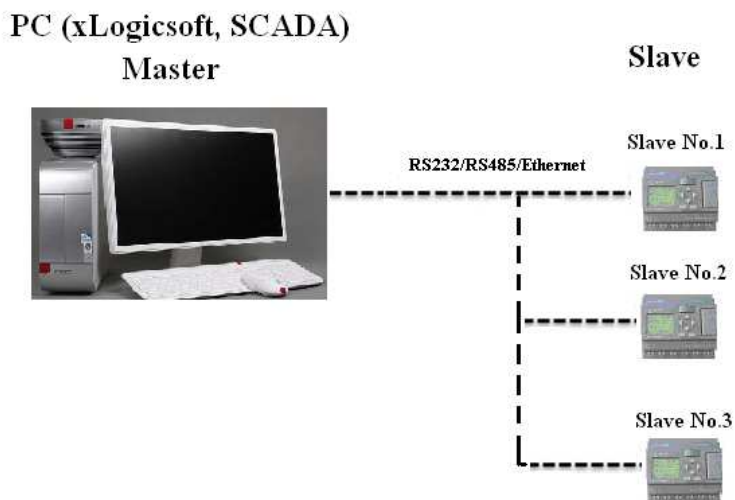 PC (xLogicsoft, SCADA)
Master
Slave
Slave No.1
RS232/RS485/Ethernet
Slave No.2
Slave No.3